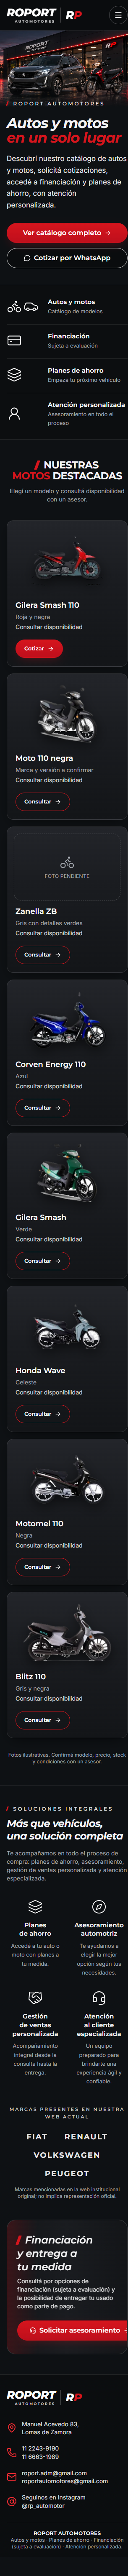 ROPORT
AUTOMOTORES
RP
ROPORT
RP
ROPORT AUTOMOTORES
Autos y motos
en un solo lugar
Descubrí nuestro catálogo de autos
y motos, solicitá cotizaciones,
accedé a financiación y planes de
ahorro, con atención
personalizada.
Ver catálogo completo →
Cotizar por WhatsApp
Autos y motos
Catálogo de modelos
Financiación
Sujeta a evaluación
Planes de ahorro
Empezá tu próximo vehículo
Atención personalizada
Asesoramiento en todo el
proceso
NUESTRAS
MOTOS DESTACADAS
Elegí un modelo y consultá disponibilidad
con un asesor.
Gilera Smash 110
Roja y negra
Consultar disponibilidad
Cotizar →
Moto 110 negra
Marca y versión a confirmar
Consultar disponibilidad
Consultar →
FOTO PENDIENTE
Zanella ZB
Gris con detalles verdes
Consultar disponibilidad
Consultar →
Corven Energy 110
Azul
Consultar disponibilidad
Consultar →
Gilera Smash
Verde
Consultar disponibilidad
Consultar →
Honda Wave
Celeste
Consultar disponibilidad
Consultar →
Motomel 110
Negra
Consultar disponibilidad
Consultar →
Blitz 110
Gris y negra
Consultar disponibilidad
Consultar →
Fotos ilustrativas. Confirmá modelo, precio, stock
y condiciones con un asesor.
SOLUCIONES INTEGRALES
Más que vehículos,
una solución completa
Te acompañamos en todo el proceso de
compra: planes de ahorro, asesoramiento,
gestión de ventas personalizada y atención
especializada.
Planes
de ahorro
Accedé a tu auto o
moto con planes a
tu medida.
Asesoramiento
automotriz
Te ayudamos a
elegir la mejor
opción según tus
necesidades.
Gestión
de ventas
personalizada
Acompañamiento
integral desde la
consulta hasta la
entrega.
Atención
al cliente
especializada
Un equipo
preparado para
brindarte una
experiencia ágil y
confiable.
MARCAS PRESENTES EN NUESTRA
WEB ACTUAL
FIAT RENAULT
VOLKSWAGEN
PEUGEOT
Marcas mencionadas en la web institucional
original; no implica representación oficial.
Financiación
y entrega a
tu medida
Consultá por opciones de
financiación (sujeta a evaluación) y
la posibilidad de entregar tu usado
como parte de pago.
Solicitar asesoramiento →
ROPORT
AUTOMOTORES
RP
Manuel Acevedo 83,
Lomas de Zamora
11 2243-9190
11 6663-1989
roport.adm@gmail.com
roportautomotores@gmail.com
Seguinos en Instagram
@rp_automotor
ROPORT AUTOMOTORES
Autos y motos · Planes de ahorro · Financiación
(sujeta a evaluación) · Atención personalizada.